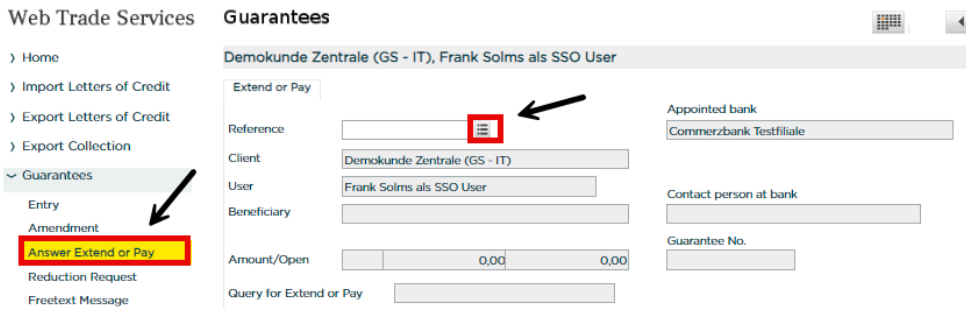 Web Trade Services
Guarantees
Demokunde Zentrale (GS - IT), Frank Solms als SSO User
Home
Import Letters of Credit
Export Letters of Credit
Export Collection
Guarantees
Entry
Amendment
Answer Extend or Pay
Reduction Request
Freetext Message
Extend or Pay
Reference
Client
Demokunde Zentrale (GS - IT)
User
Frank Solms als SSO User
Beneficiary
Amount/Open
0,00
0,00
Query for Extend or Pay
Appointed bank
Commerzbank Testfiliale
Contact person at bank
Guarantee No.